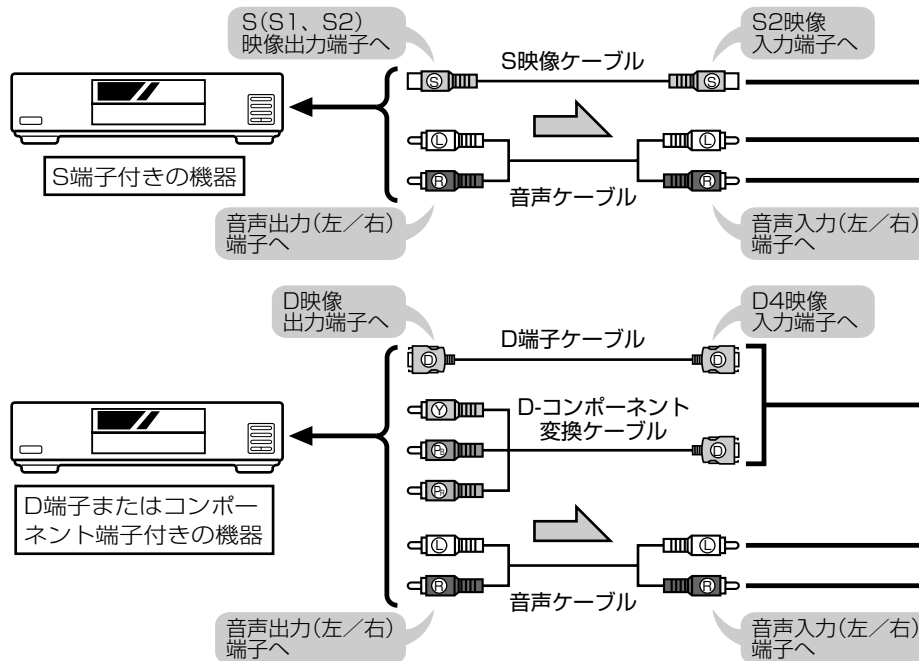 S(S1、S2)
映像出力端子へ
S2映像
入力端子へ
S映像ケーブル
S
S
L
L
R
R
音声ケーブル
S端子付きの機器
音声出力(左／右)
端子へ
音声入力(左／右)
端子へ
D映像
出力端子へ
D4映像
入力端子へ
D端子ケーブル
D
D
D-コンポーネント
変換ケーブル
Y
PB
D
PR
D端子またはコンポー
ネント端子付きの機器
L
L
R
R
音声ケーブル
音声出力(左／右)
端子へ
音声入力(左／右)
端子へ